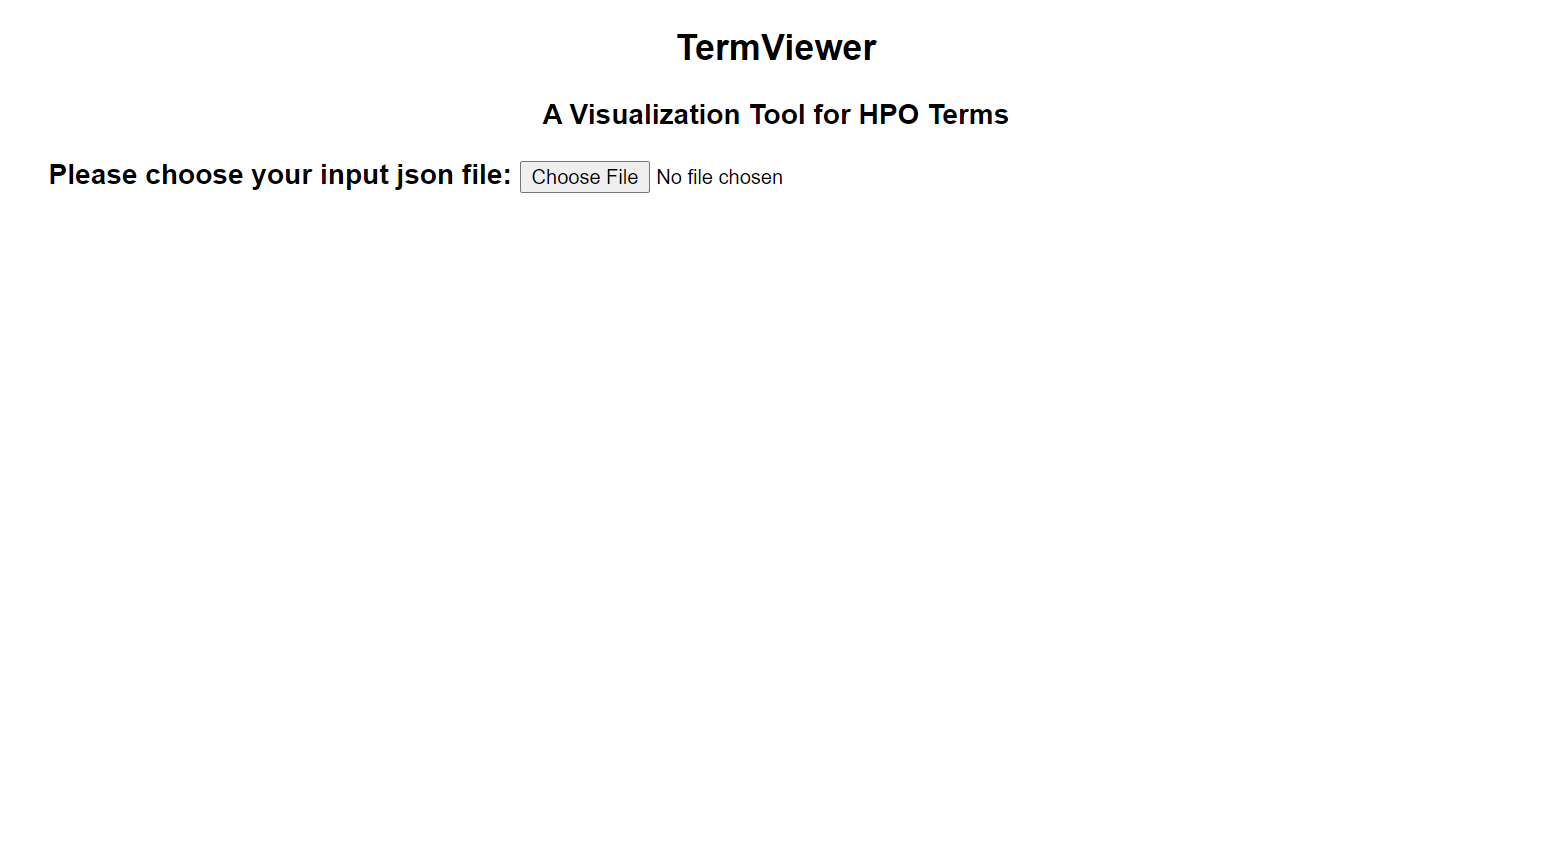 TermViewer
A Visualization Tool for HPO Terms
Please choose your input json file: Choose File No file chosen